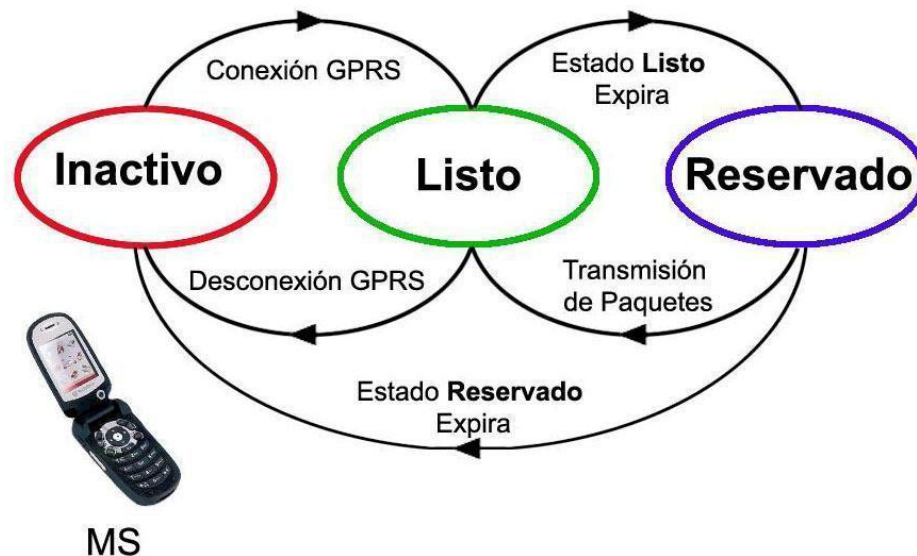 Conexión GPRS
Estado Listo
Expira
Inactivo
Listo
Reservado
Desconexión GPRS
Transmisión
de Paquetes
Estado Reservado
Expira
MS